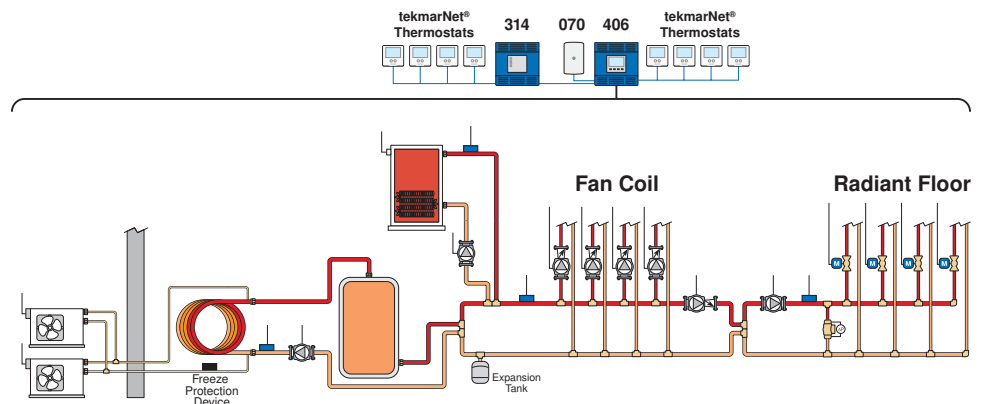 tekmarNet®
Thermostats
314
070
406
tekmarNet®
Thermostats
Fan Coil
Radiant Floor
M
M
M
M
Freeze
Protection
Device
Expansion
Tank